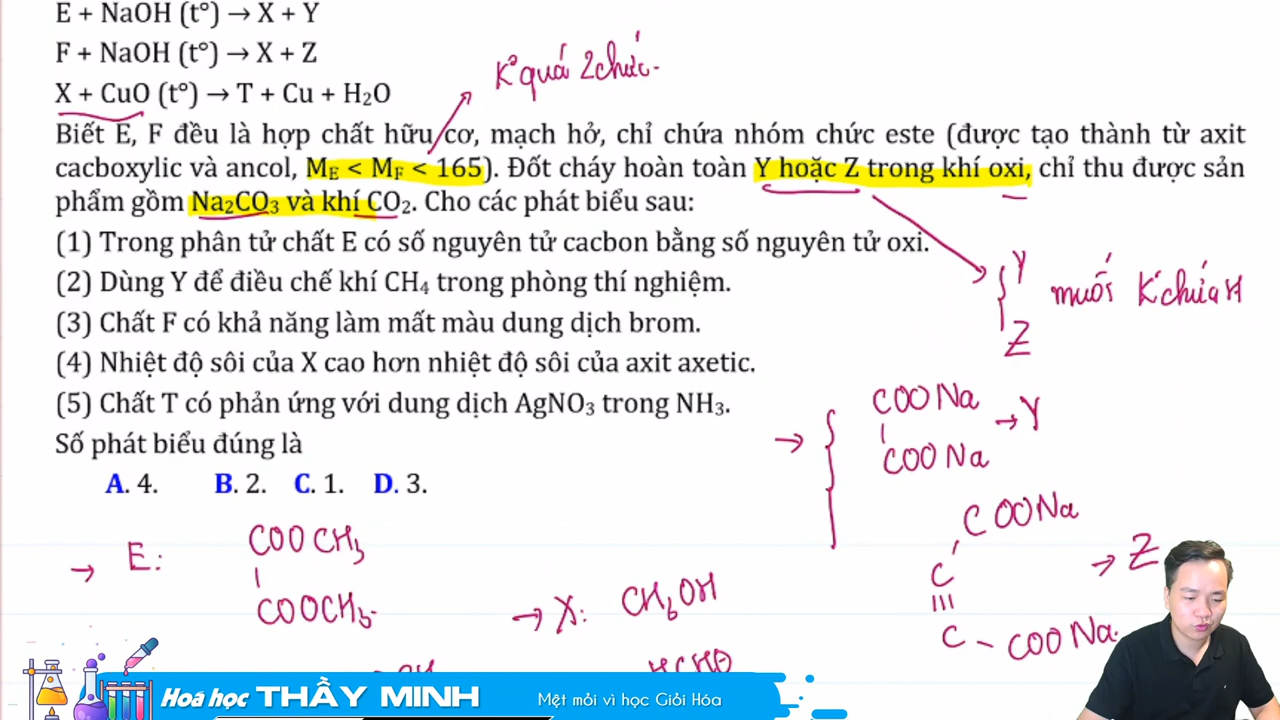 E + NaOH (t°) → X + Y
F + NaOH (t°) → X + Z
X + CuO (t°) → T + Cu + H₂O
K° quá 2 chức.
Biết E, F đều là hợp chất hữu cơ, mạch hở, chỉ chứa nhóm chức este (được tạo thành từ axit
cacboxylic và ancol, M_E < M_F < 165). Đốt cháy hoàn toàn Y hoặc Z trong khí oxi, chỉ thu được sản
phẩm gồm Na₂CO₃ và khí CO₂. Cho các phát biểu sau:
(1) Trong phân tử chất E có số nguyên tử cacbon bằng số nguyên tử oxi.
(2) Dùng Y để điều chế khí CH₄ trong phòng thí nghiệm.
(3) Chất F có khả năng làm mất màu dung dịch brom.
(4) Nhiệt độ sôi của X cao hơn nhiệt độ sôi của axit axetic.
(5) Chất T có phản ứng với dung dịch AgNO₃ trong NH₃.
Số phát biểu đúng là
A. 4. B. 2. C. 1. D. 3.
Y
muối K° chứa H
Z
→ COONa
→ Y
COONa
COONa
C → Z
C - COONa
→ E: COOCH₃
COOCH₃
→ X: CH₃OH
HCHO
Hoá học THẦY MINH
Mệt mỏi vì học Giỏi Hóa